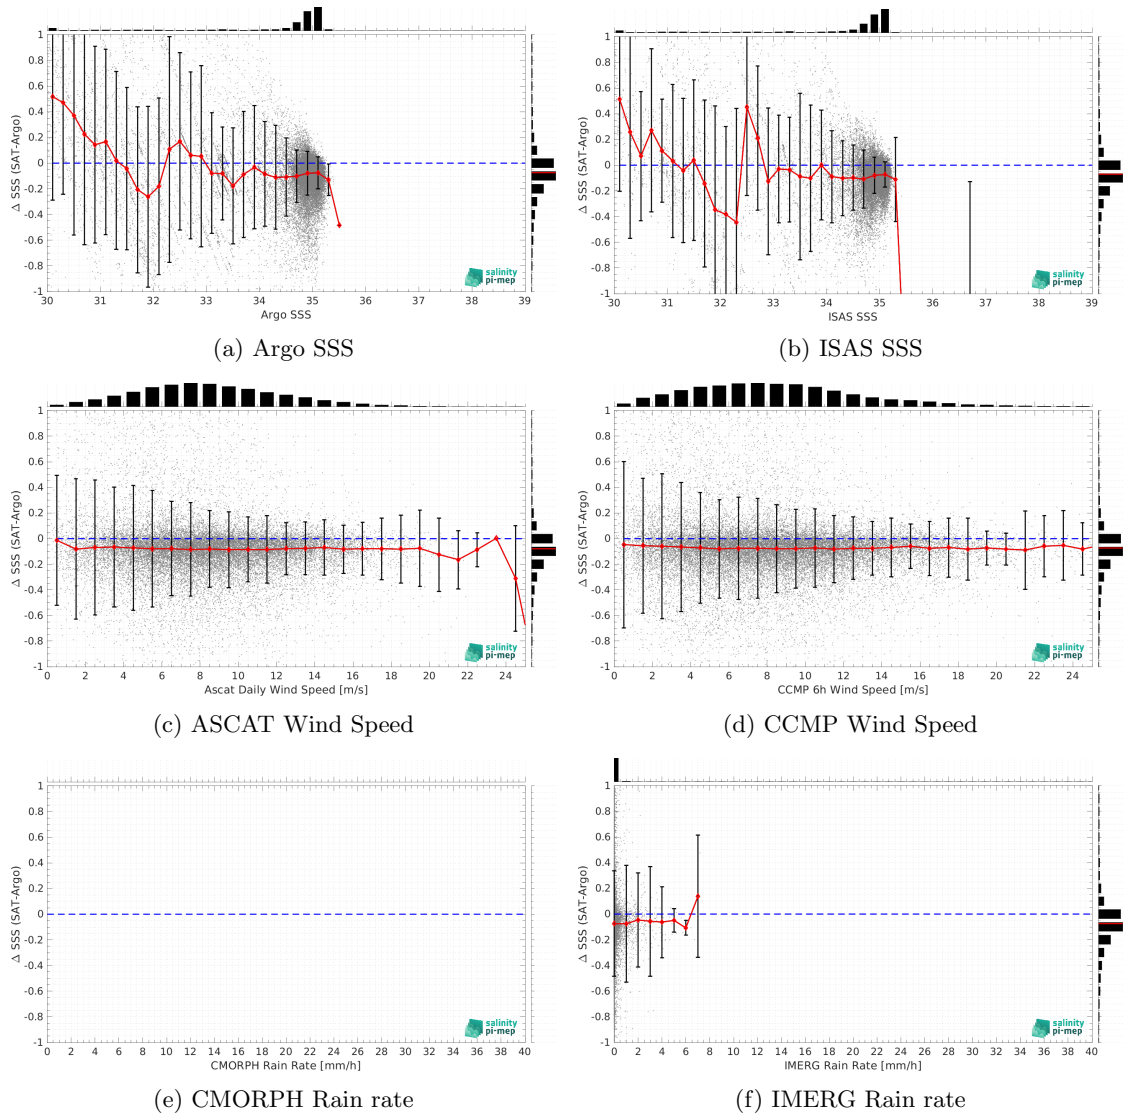 1
0.8
0.6
0.4
0.2
0
-0.2
-0.4
-0.6
-0.8
-1
Δ SSS (SAT-Argo)
30 31 32 33 34 35 36 37 38 39
Argo SSS
salinity
pi-mep
(a) Argo SSS
1
0.8
0.6
0.4
0.2
0
-0.2
-0.4
-0.6
-0.8
-1
Δ SSS (SAT-Argo)
30 31 32 33 34 35 36 37 38 39
ISAS SSS
salinity
pi-mep
(b) ISAS SSS
1
0.8
0.6
0.4
0.2
0
-0.2
-0.4
-0.6
-0.8
-1
Δ SSS (SAT-Argo)
0 2 4 6 8 10 12 14 16 18 20 22 24
Ascat Daily Wind Speed [m/s]
salinity
pi-mep
(c) ASCAT Wind Speed
1
0.8
0.6
0.4
0.2
0
-0.2
-0.4
-0.6
-0.8
-1
Δ SSS (SAT-Argo)
0 2 4 6 8 10 12 14 16 18 20 22 24
CCMP 6h Wind Speed [m/s]
salinity
pi-mep
(d) CCMP Wind Speed
1
0.8
0.6
0.4
0.2
0
-0.2
-0.4
-0.6
-0.8
-1
Δ SSS (SAT-Argo)
0 2 4 6 8 10 12 14 16 18 20 22 24 26 28 30 32 34 36 38 40
CMORPH Rain Rate [mm/h]
salinity
pi-mep
(e) CMORPH Rain rate
1
0.8
0.6
0.4
0.2
0
-0.2
-0.4
-0.6
-0.8
-1
Δ SSS (SAT-Argo)
0 2 4 6 8 10 12 14 16 18 20 22 24 26 28 30 32 34 36 38 40
IMERG Rain Rate [mm/h]
salinity
pi-mep
(f) IMERG Rain rate